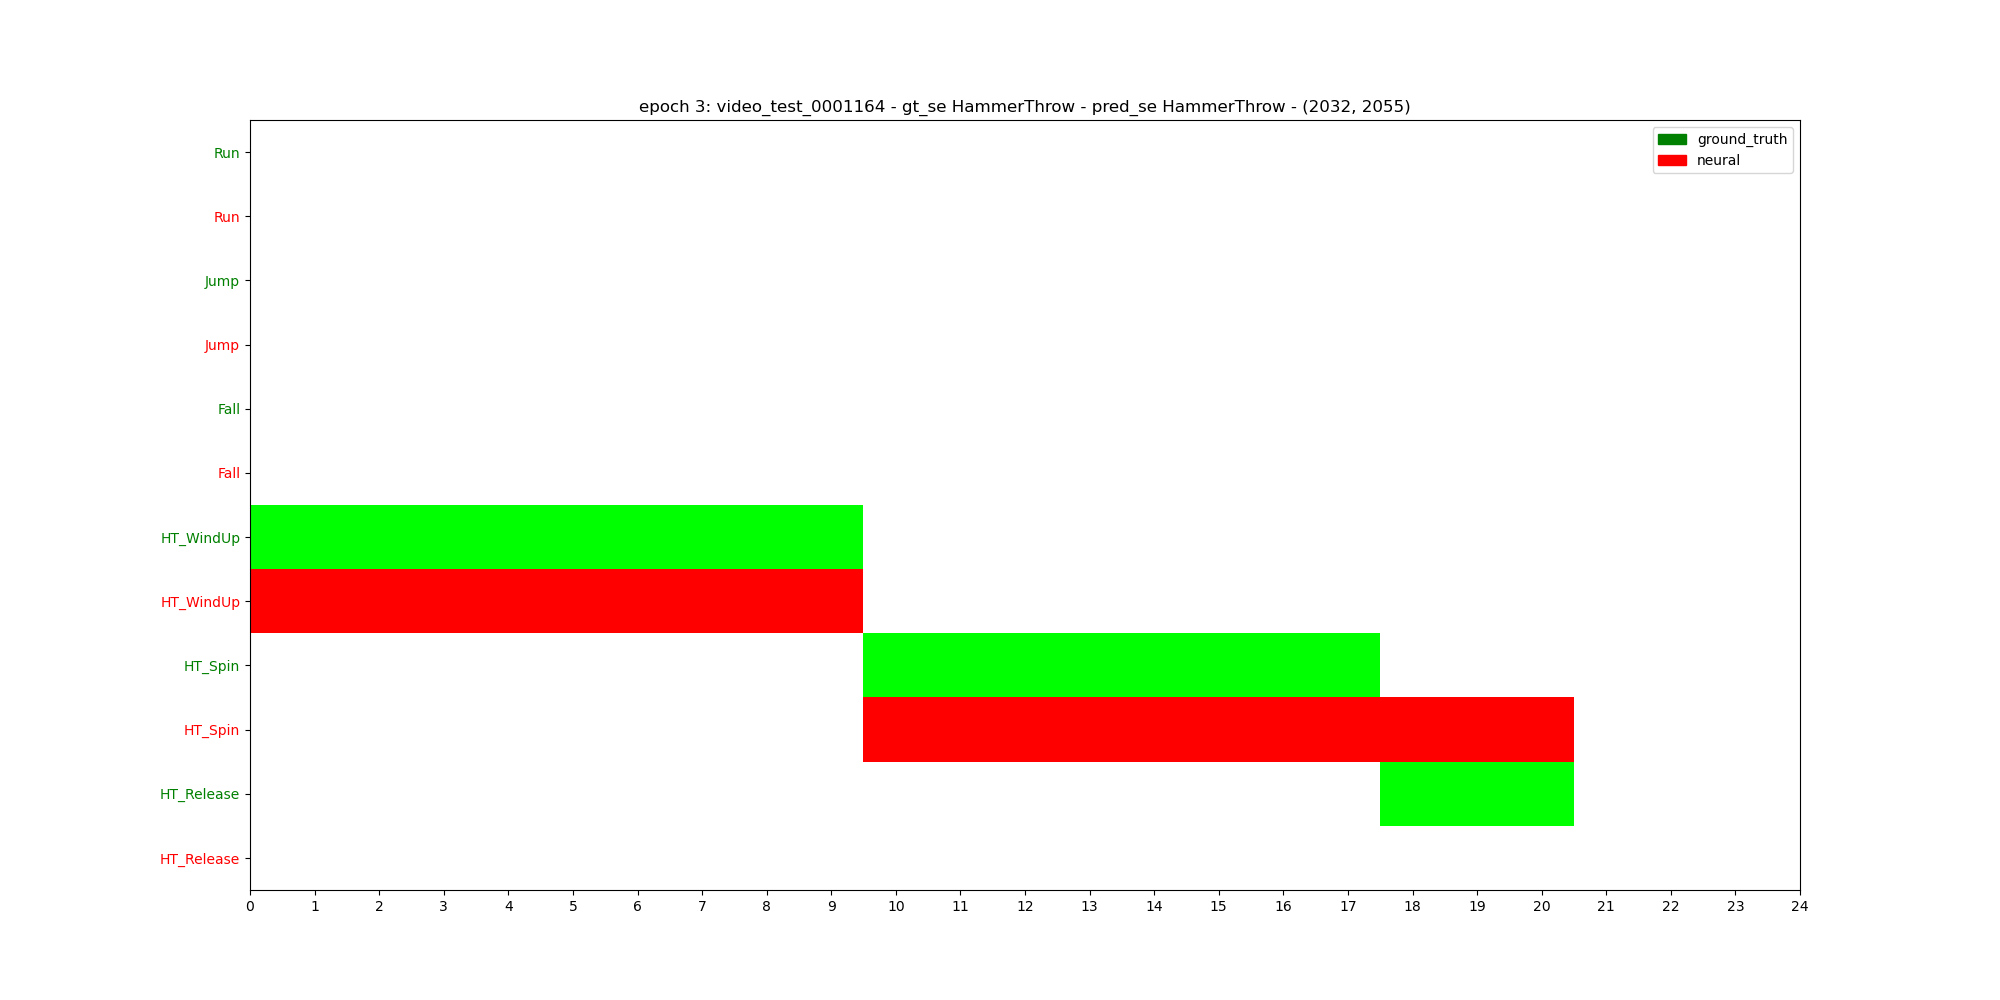 epoch 3: video_test_0001164 - gt_se HammerThrow - pred_se HammerThrow - (2032, 2055)
ground_truth
neural
Run
Run
Jump
Jump
Fall
Fall
HT_WindUp
HT_WindUp
HT_Spin
HT_Spin
HT_Release
HT_Release
0 1 2 3 4 5 6 7 8 9 10 11 12 13 14 15 16 17 18 19 20 21 22 23 24